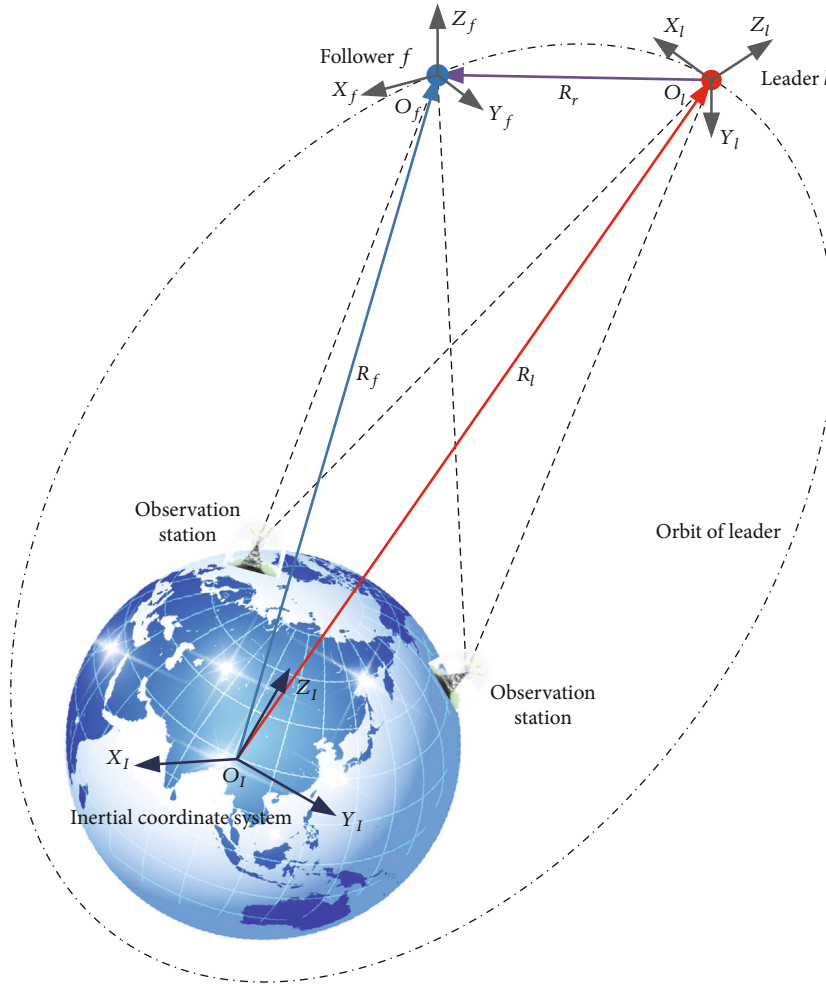 Z_f
X_l
Z_l
Follower f
Leader l
X_f
O_f
R_r
O_l
Y_f
Y_l
R_f
R_l
Observation
station
Orbit of leader
Z_I
Observation
station
X_I
O_I
Inertial coordinate system
Y_I